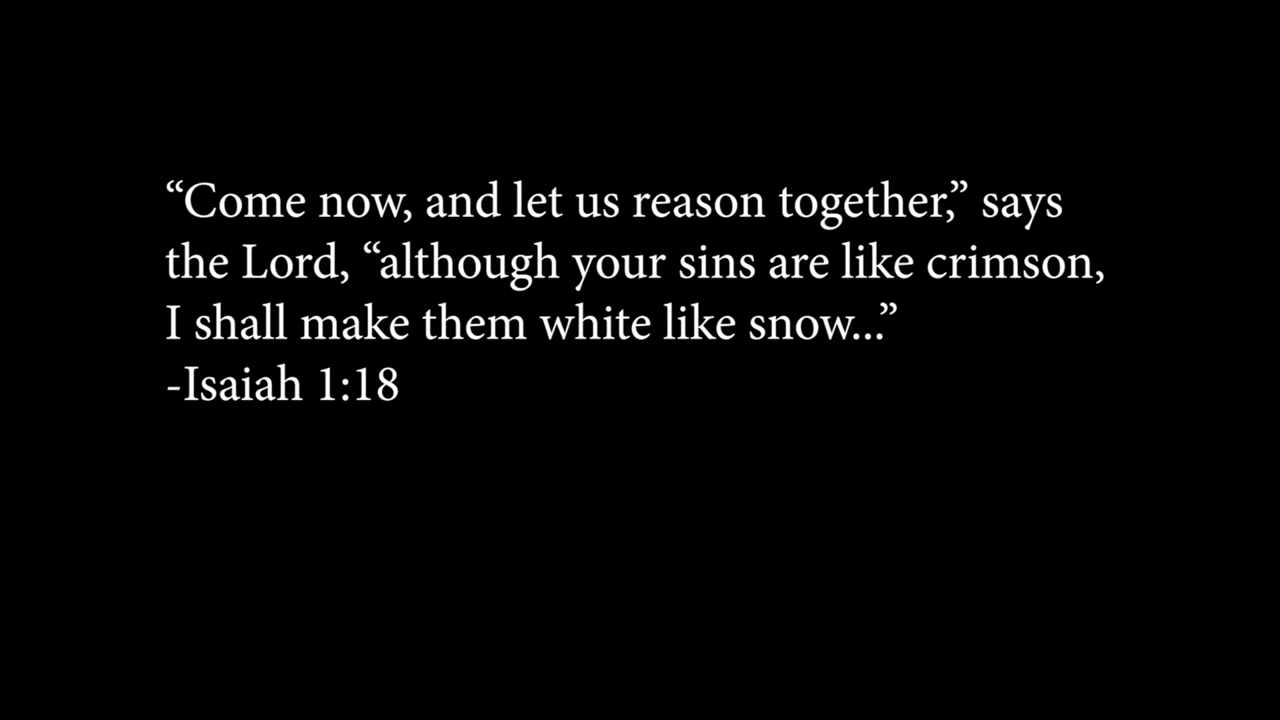 “Come now, and let us reason together,” says
the Lord, “although your sins are like crimson,
I shall make them white like snow...”
-Isaiah 1:18